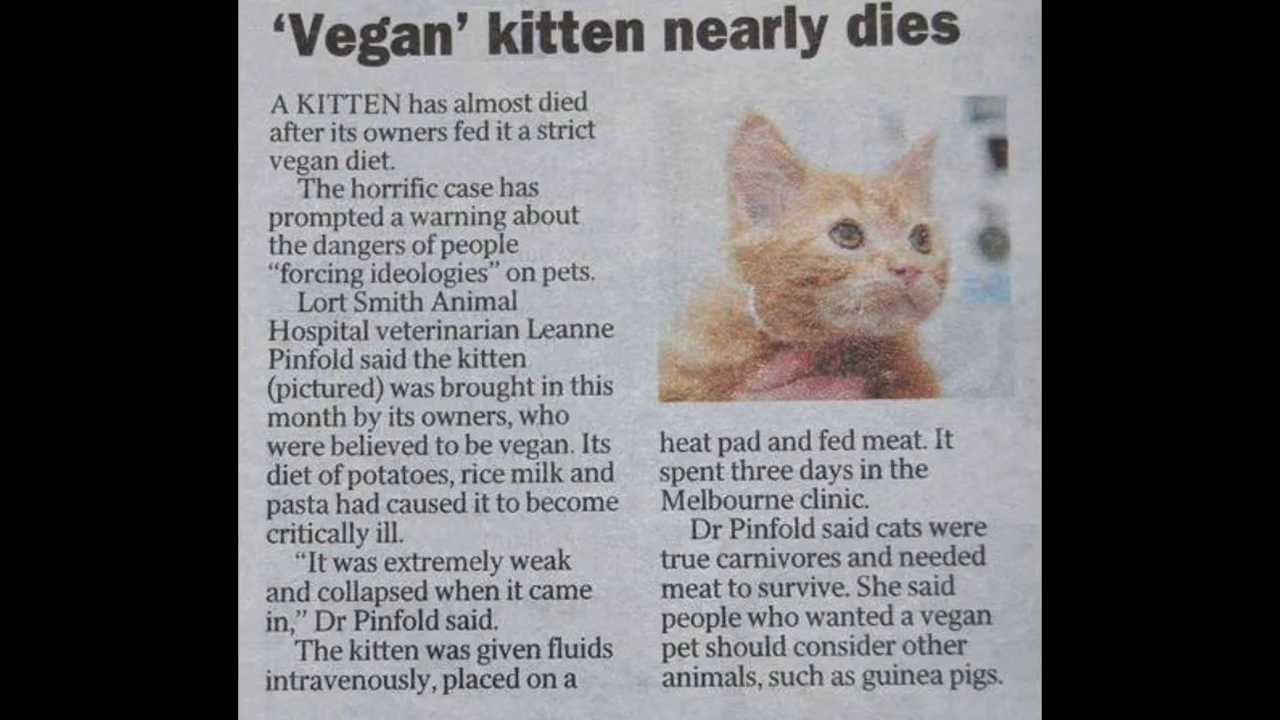 ‘Vegan’ kitten nearly dies
A KITTEN has almost died
after its owners fed it a strict
vegan diet.
The horrific case has
prompted a warning about
the dangers of people
“forcing ideologies” on pets.
Lort Smith Animal
Hospital veterinarian Leanne
Pinfold said the kitten
(pictured) was brought in this
month by its owners, who
were believed to be vegan. Its
diet of potatoes, rice milk and
pasta had caused it to become
critically ill.
“It was extremely weak
and collapsed when it came
in,” Dr Pinfold said.
The kitten was given fluids
intravenously, placed on a
heat pad and fed meat. It
spent three days in the
Melbourne clinic.
Dr Pinfold said cats were
true carnivores and needed
meat to survive. She said
people who wanted a vegan
pet should consider other
animals, such as guinea pigs.